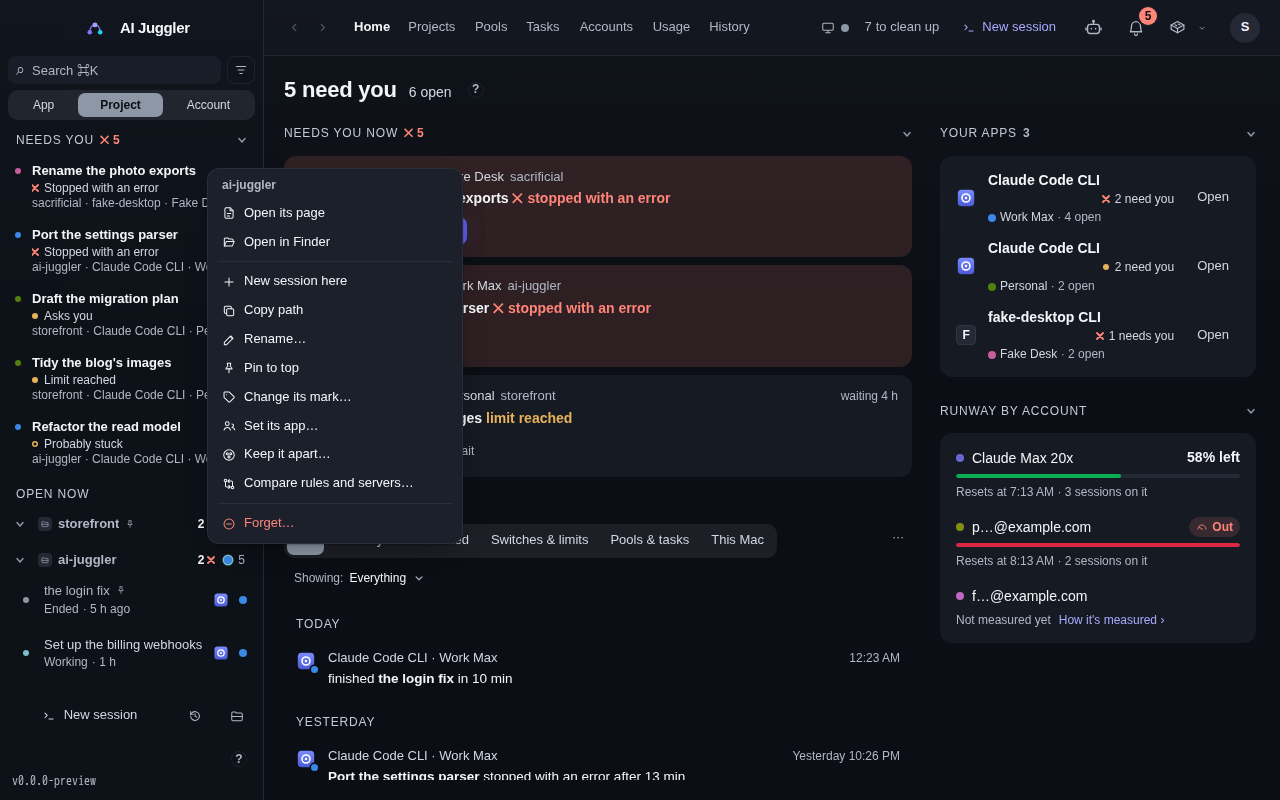 AI Juggler
Search ⌘K
App Project Account
NEEDS YOU 5
Rename the photo exports
Stopped with an error
sacrificial · fake-desktop · Fake D
Port the settings parser
Stopped with an error
ai-juggler · Claude Code CLI · Wo
Draft the migration plan
Asks you
storefront · Claude Code CLI · Pe
Tidy the blog's images
Limit reached
storefront · Claude Code CLI · Pe
Refactor the read model
Probably stuck
ai-juggler · Claude Code CLI · Wo
OPEN NOW
storefront 2
ai-juggler 2 5
the login fix
Ended · 5 h ago
Set up the billing webhooks
Working · 1 h
New session
?
v0.0.0-preview
Home Projects Pools Tasks Accounts Usage History
7 to clean up
New session
5
S
5 need you 6 open ?
NEEDS YOU NOW 5
ke Desk sacrificial
exports stopped with an error
rk Max ai-juggler
rser stopped with an error
rsonal storefront waiting 4 h
ges limit reached
ait
ai-juggler
Open its page
Open in Finder
New session here
Copy path
Rename…
Pin to top
Change its mark…
Set its app…
Keep it apart…
Compare rules and servers…
Forget…
ed Switches & limits Pools & tasks This Mac …
Showing: Everything
TODAY
Claude Code CLI · Work Max 12:23 AM
finished the login fix in 10 min
YESTERDAY
Claude Code CLI · Work Max Yesterday 10:26 PM
Port the settings parser stopped with an error after 13 min
YOUR APPS 3
Claude Code CLI
2 need you Open
Work Max · 4 open
Claude Code CLI
2 need you Open
Personal · 2 open
fake-desktop CLI
F 1 needs you Open
Fake Desk · 2 open
RUNWAY BY ACCOUNT
Claude Max 20x 58% left
Resets at 7:13 AM · 3 sessions on it
p…@example.com Out
Resets at 8:13 AM · 2 sessions on it
f…@example.com
Not measured yet How it's measured ›